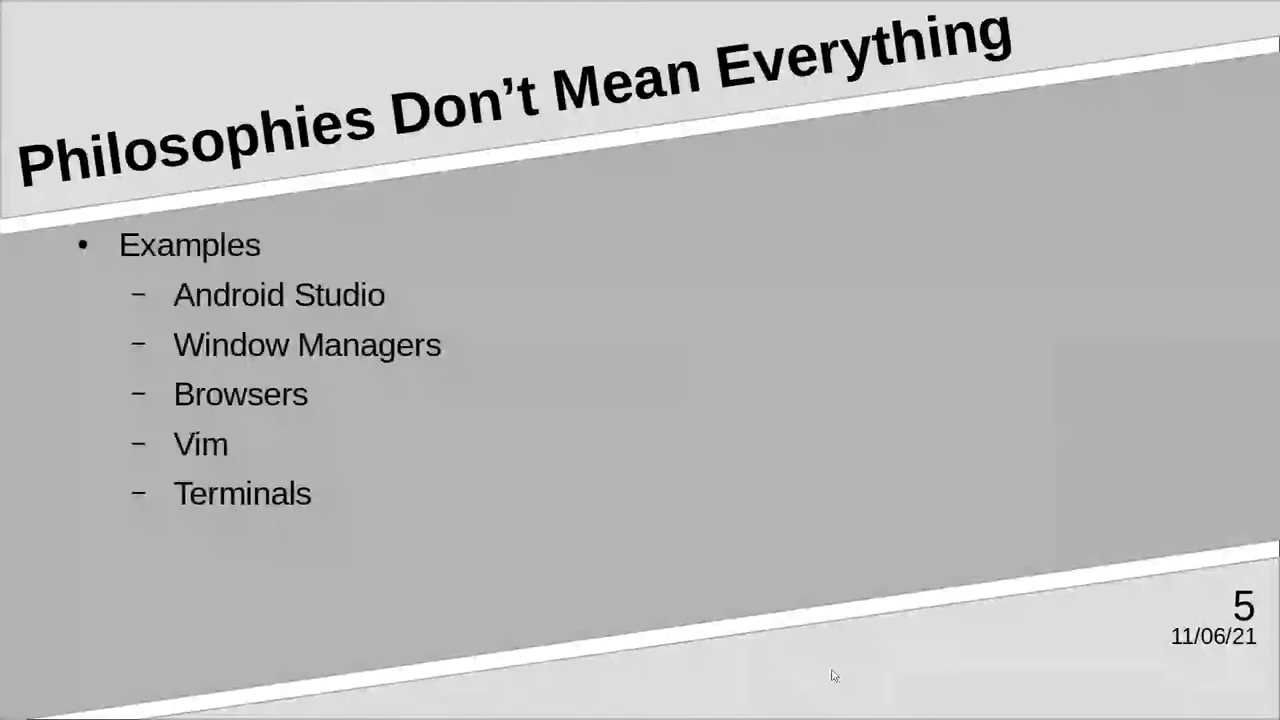 Philosophies Don’t Mean Everything
• Examples
– Android Studio
– Window Managers
– Browsers
– Vim
– Terminals
5
11/06/21